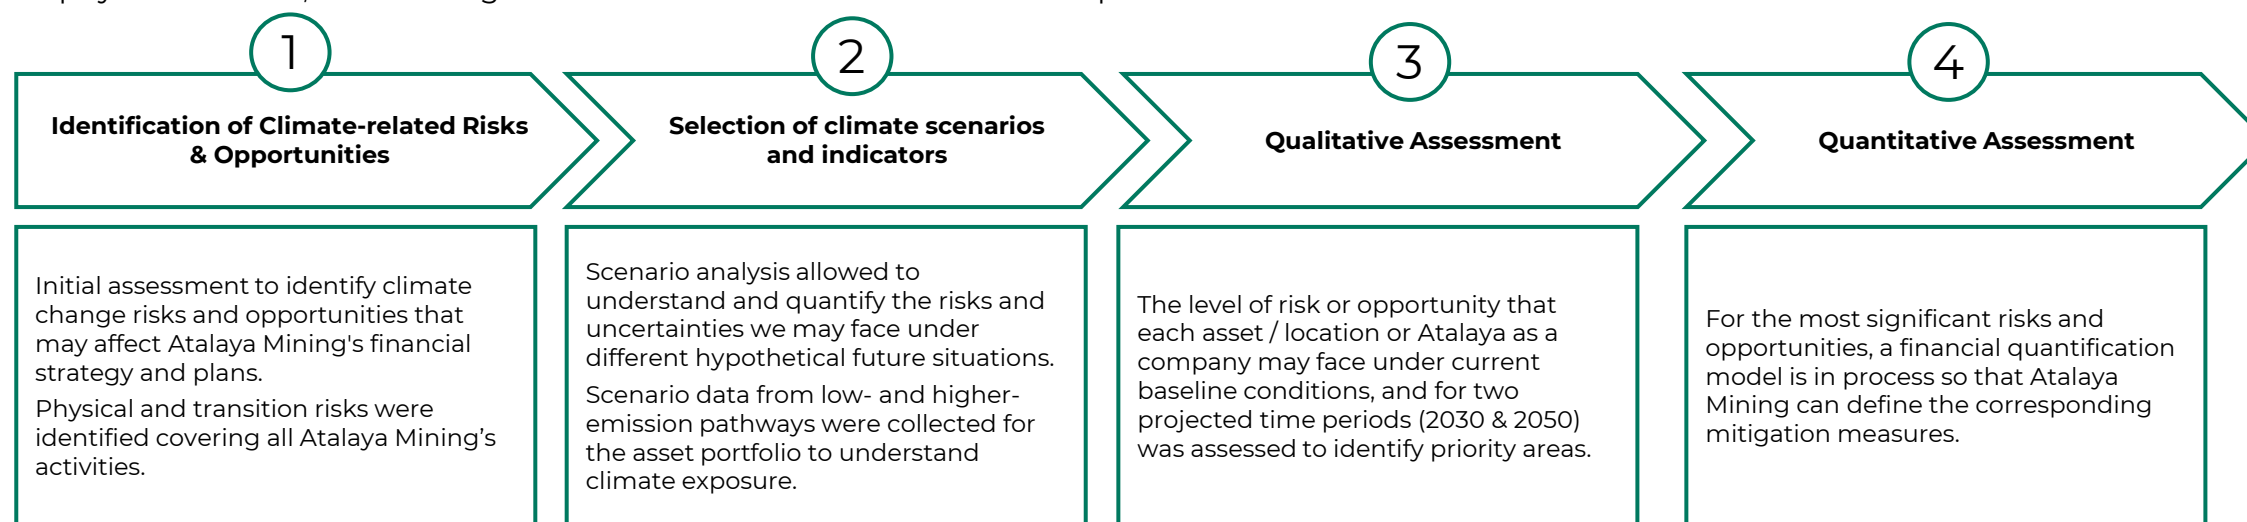 1
Identification of Climate-related Risks
& Opportunities
Initial assessment to identify climate
change risks and opportunities that
may affect Atalaya Mining's financial
strategy and plans.
Physical and transition risks were
identified covering all Atalaya Mining’s
activities.
2
Selection of climate scenarios
and indicators
Scenario analysis allowed to
understand and quantify the risks and
uncertainties we may face under
different hypothetical future situations.
Scenario data from low- and higher-
emission pathways were collected for
the asset portfolio to understand
climate exposure.
3
Qualitative Assessment
The level of risk or opportunity that
each asset / location or Atalaya as a
company may face under current
baseline conditions, and for two
projected time periods (2030 & 2050)
was assessed to identify priority areas.
4
Quantitative Assessment
For the most significant risks and
opportunities, a financial quantification
model is in process so that Atalaya
Mining can define the corresponding
mitigation measures.